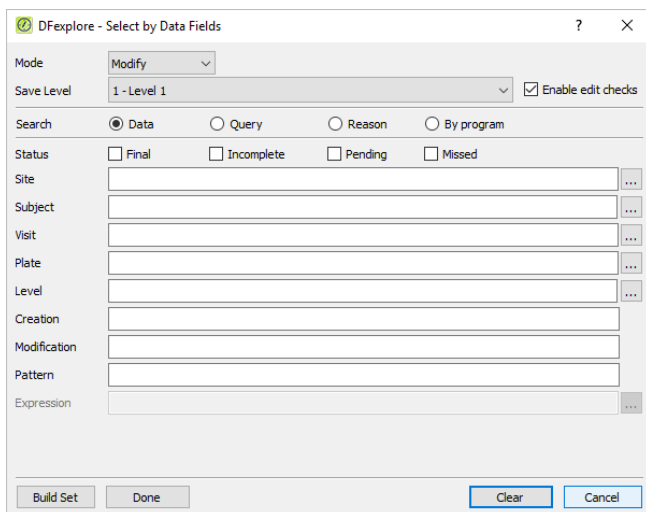 DFexplore - Select by Data Fields ?
Mode Modify
Save Level 1 - Level 1 Enable edit checks
Search Data Query Reason By program
Status Final Incomplete Pending Missed
Site ...
Subject ...
Visit ...
Plate ...
Level ...
Creation
Modification
Pattern
Expression ...
Build Set Done Clear Cancel